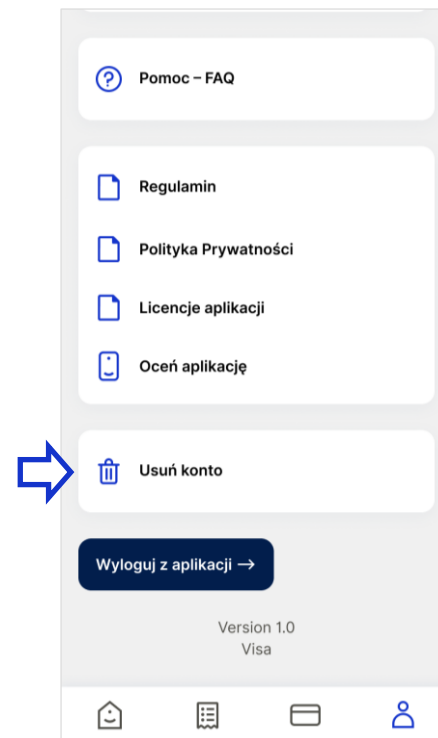 Pomoc – FAQ
Regulamin
Polityka Prywatności
Licencje aplikacji
Oceń aplikację
Usuń konto
Wyloguj z aplikacji →
Version 1.0
Visa